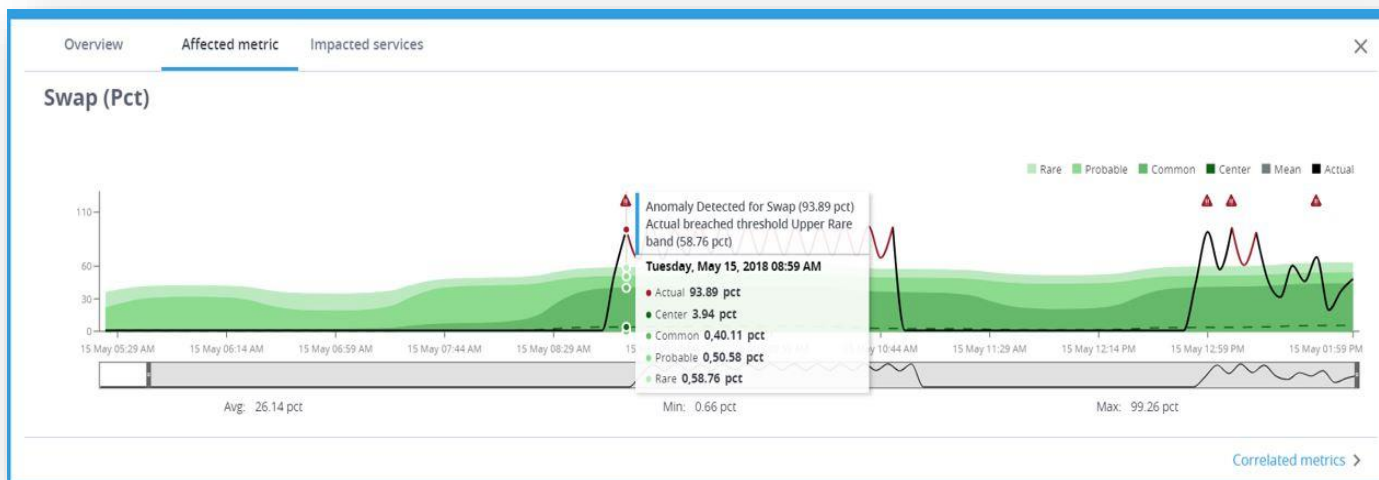 Overview Affected metric Impacted services
Swap (Pct)
Rare Probable Common Center Mean Actual
110
60
30
0
Anomaly Detected for Swap (93.89 pct)
Actual breached threshold Upper Rare
band (58.76 pct)
Tuesday, May 15, 2018 08:59 AM
Actual 93.89 pct
Center 3.94 pct
Common 0,40.11 pct
Probable 0,50.58 pct
Rare 0,58.76 pct
15 May 05:29 AM 15 May 06:14 AM 15 May 06:59 AM 15 May 07:44 AM 15 May 08:29 AM 10:44 AM 15 May 11:29 AM 15 May 12:14 PM 15 May 12:59 PM 15 May 01:59 PM
Avg: 26.14 pct Min: 0.66 pct Max: 99.26 pct
Correlated metrics